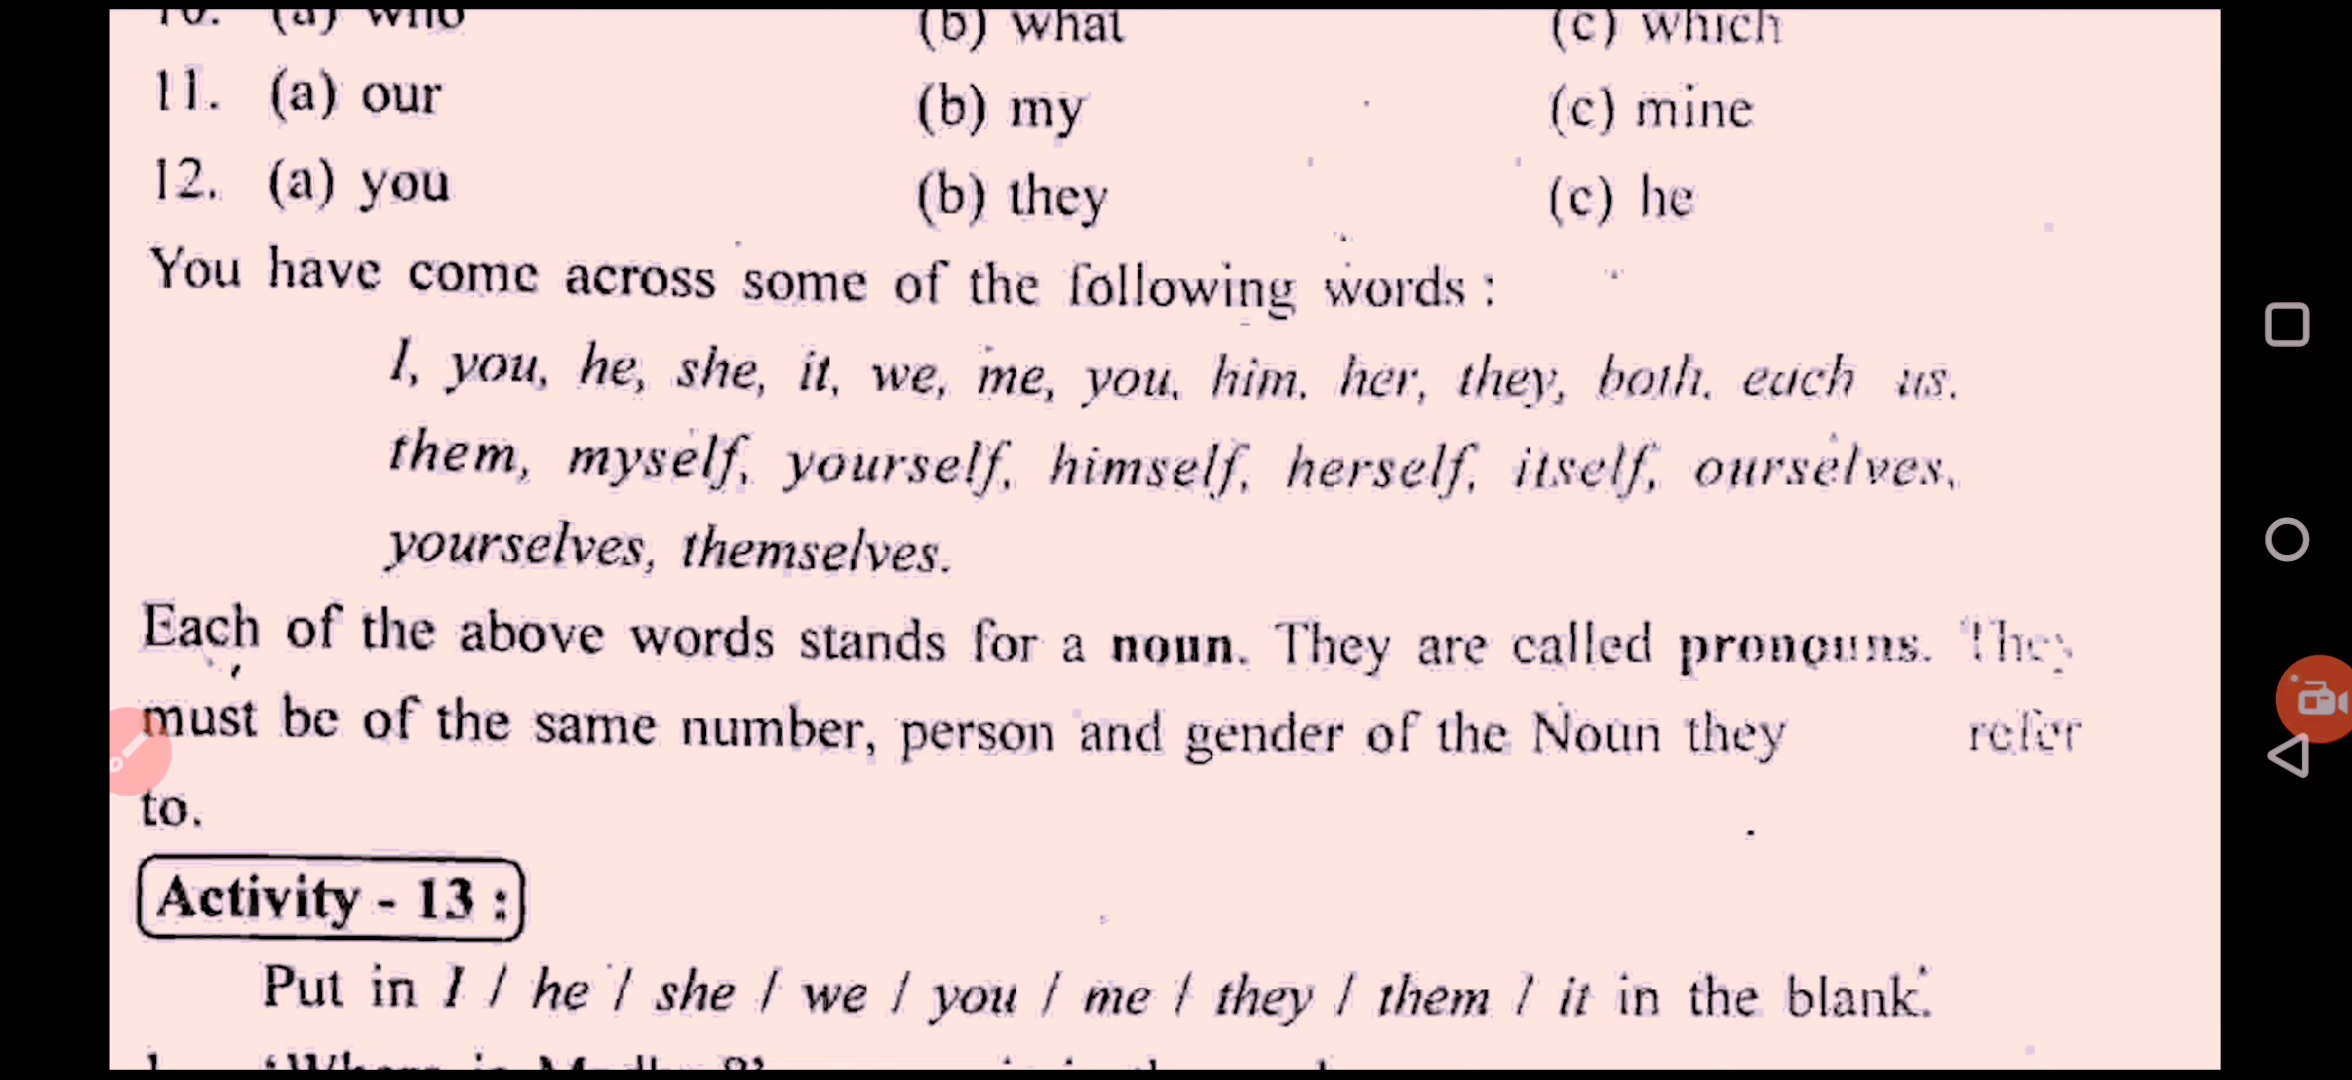 10. (a) who (b) what (c) which
11. (a) our (b) my (c) mine
12. (a) you (b) they (c) he
You have come across some of the following words :
I, you, he, she, it, we, me, you, him, her, they, both, each us.
them, myself, yourself, himself, herself, itself, ourselves,
yourselves, themselves.
Each of the above words stands for a noun. They are called pronouns. They
must be of the same number, person and gender of the Noun they refer
to.
Activity - 13 :
Put in I / he / she / we / you / me / they / them / it in the blank.